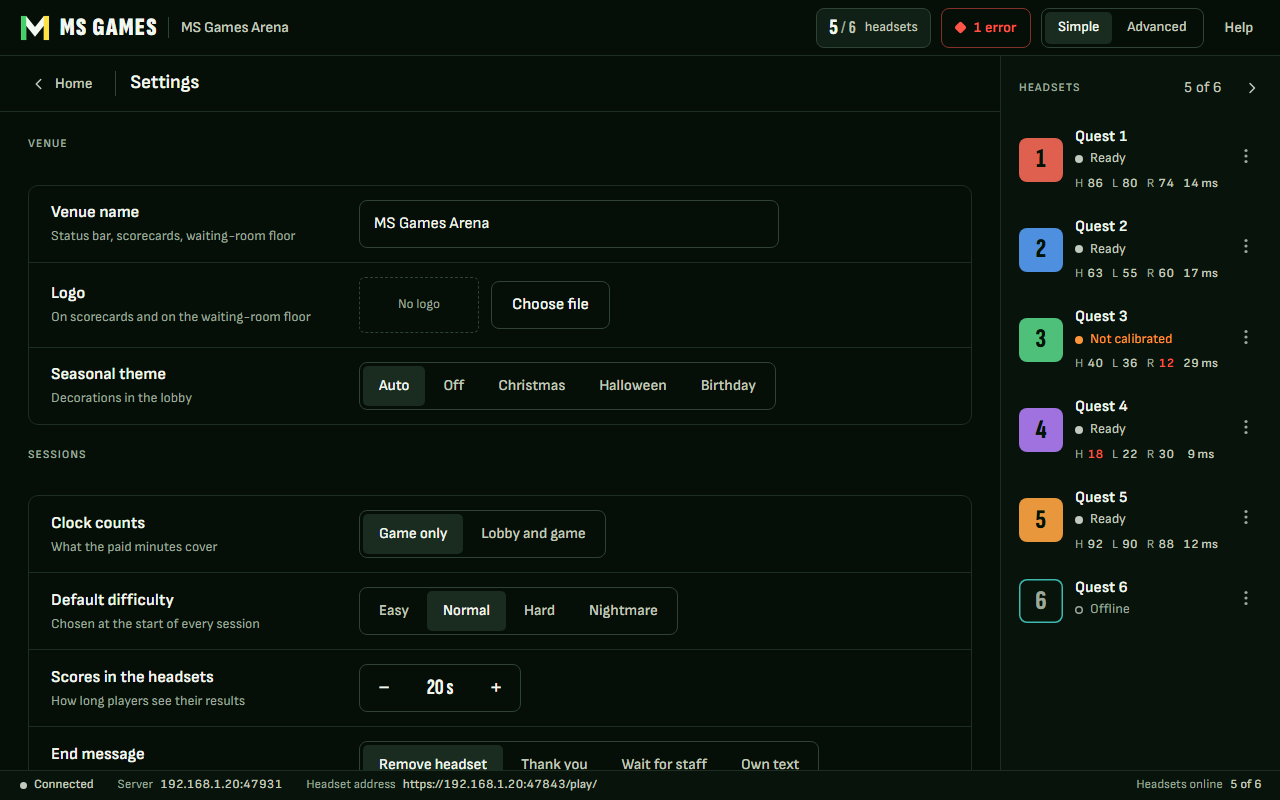 MS GAMES
MS Games Arena
5 / 6 headsets
1 error
Simple
Advanced
Help
Home
Settings
VENUE
Venue name
Status bar, scorecards, waiting-room floor
MS Games Arena
Logo
On scorecards and on the waiting-room floor
No logo
Choose file
Seasonal theme
Decorations in the lobby
Auto
Off
Christmas
Halloween
Birthday
SESSIONS
Clock counts
What the paid minutes cover
Game only
Lobby and game
Default difficulty
Chosen at the start of every session
Easy
Normal
Hard
Nightmare
Scores in the headsets
How long players see their results
− 20 s +
End message
Remove headset
Thank you
Wait for staff
Own text
HEADSETS
5 of 6
1
Quest 1
Ready
H 86 L 80 R 74 14 ms
2
Quest 2
Ready
H 63 L 55 R 60 17 ms
3
Quest 3
Not calibrated
H 40 L 36 R 12 29 ms
4
Quest 4
Ready
H 18 L 22 R 30 9 ms
5
Quest 5
Ready
H 92 L 90 R 88 12 ms
6
Quest 6
Offline
Connected
Server 192.168.1.20:47931
Headset address https://192.168.1.20:47843/play/
Headsets online 5 of 6